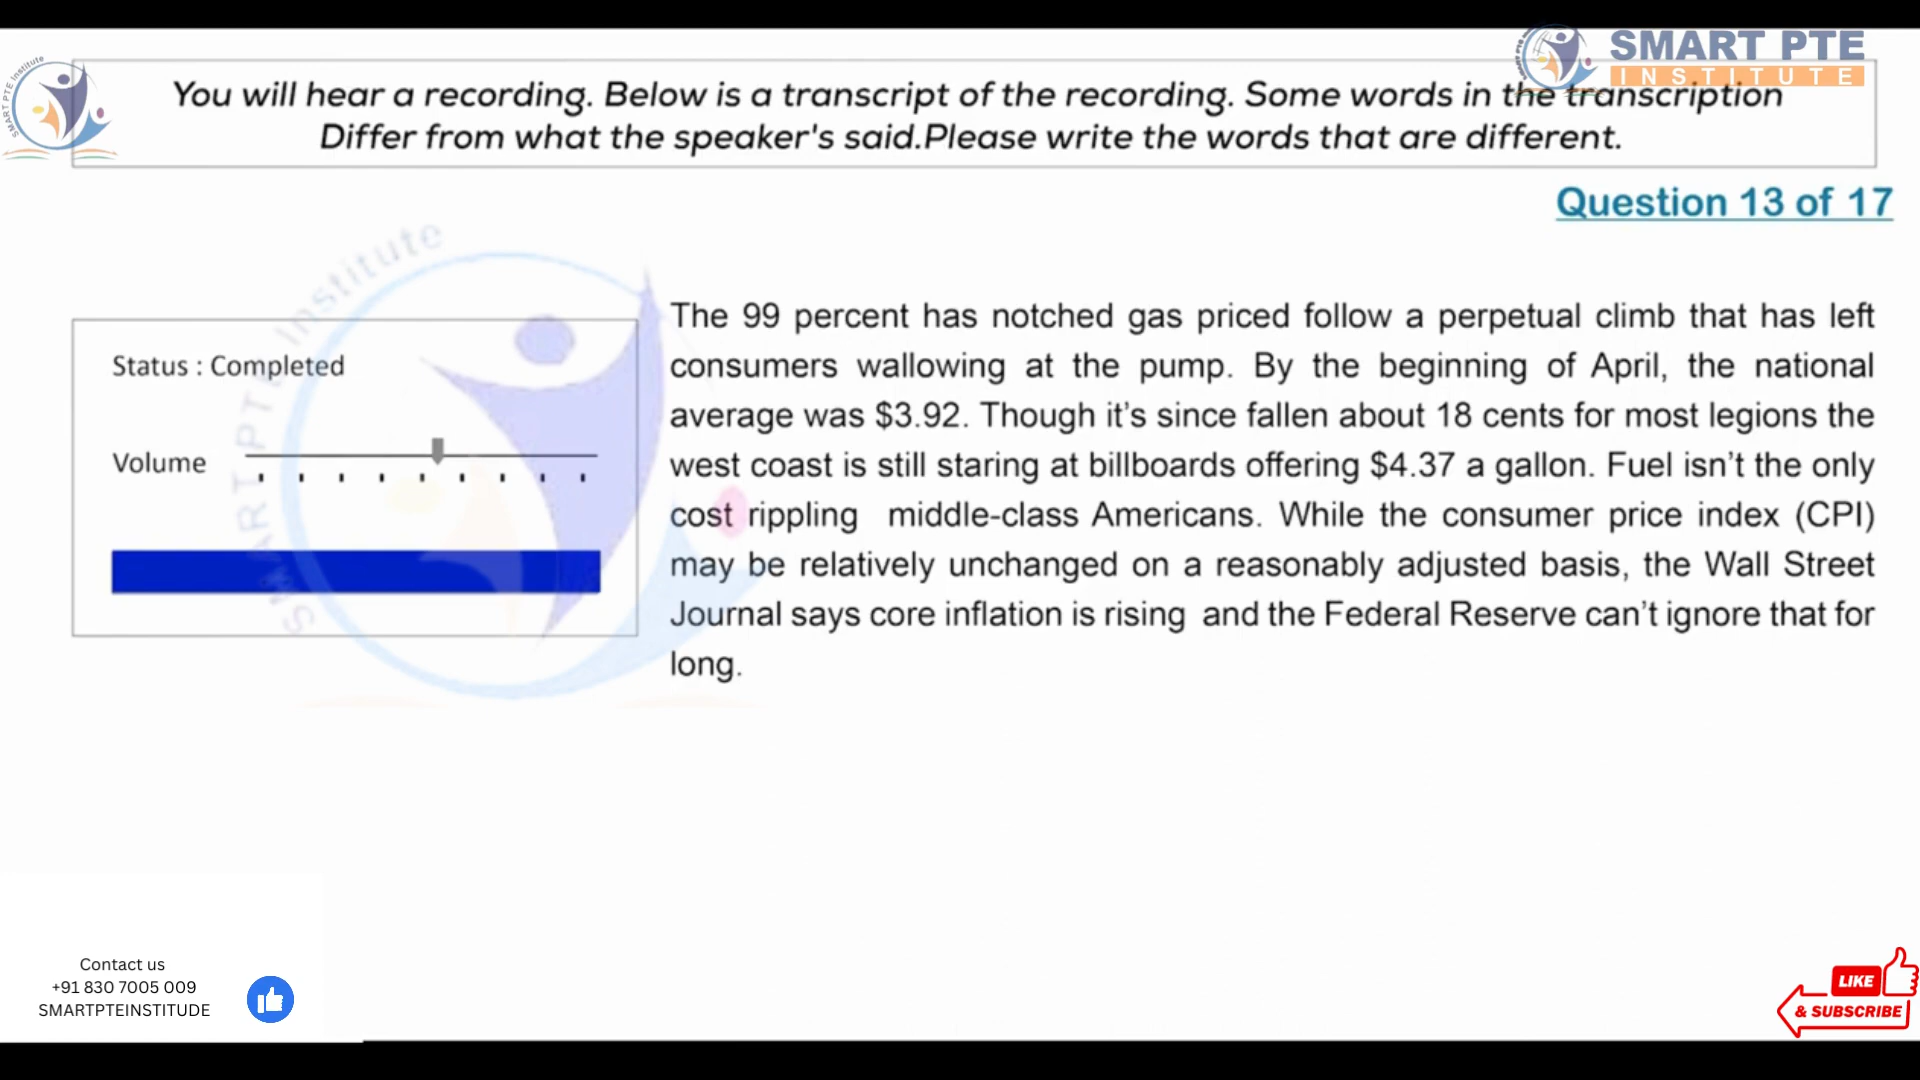 SMART PTE
INSTITUTE
SMART PTE Institute
You will hear a recording. Below is a transcript of the recording. Some words in the transcription
Differ from what the speaker's said.Please write the words that are different.
Question 13 of 17
SMART PTE Institute
Status : Completed
Volume
The 99 percent has notched gas priced follow a perpetual climb that has left
consumers wallowing at the pump. By the beginning of April, the national
average was $3.92. Though it’s since fallen about 18 cents for most legions the
west coast is still staring at billboards offering $4.37 a gallon. Fuel isn’t the only
cost rippling middle-class Americans. While the consumer price index (CPI)
may be relatively unchanged on a reasonably adjusted basis, the Wall Street
Journal says core inflation is rising and the Federal Reserve can’t ignore that for
long.
Contact us
+91 830 7005 009
SMARTPTEINSTITUDE
LIKE
& SUBSCRIBE